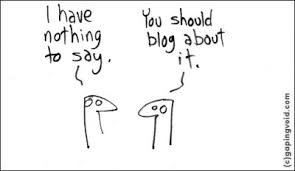 I have
nothing
to say.
You should
blog about
it.
(c)gapingvoid.com